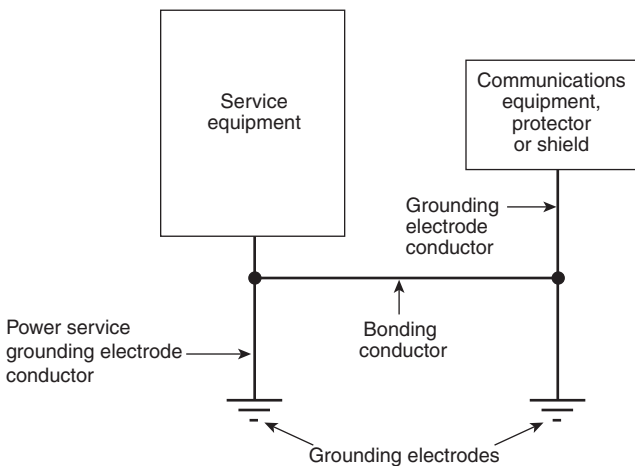 Service
equipment
Communications
equipment,
protector
or shield
Grounding
electrode
conductor
Power service
grounding electrode
conductor
Bonding
conductor
Grounding electrodes